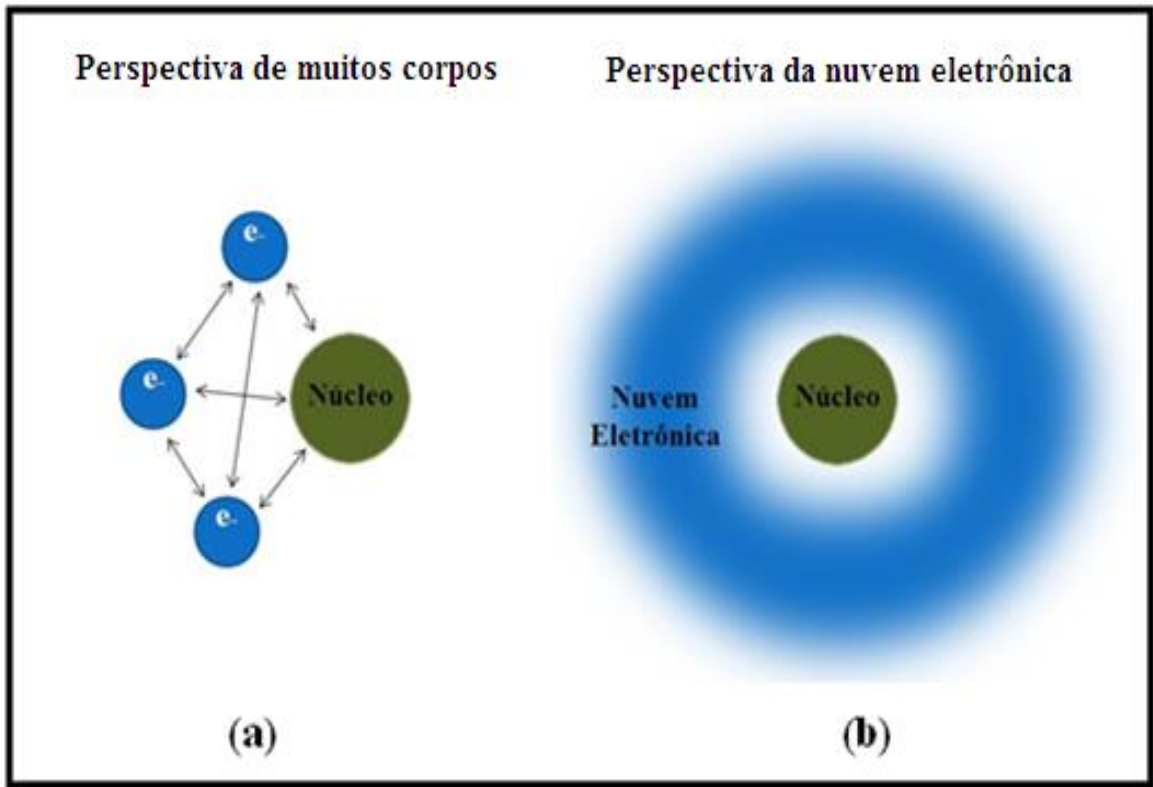 Perspectiva de muitos corpos
Perspectiva da nuvem eletrônica
e-
e-
Núcleo
e-
Nuvem
Eletrônica
Núcleo
(a)
(b)